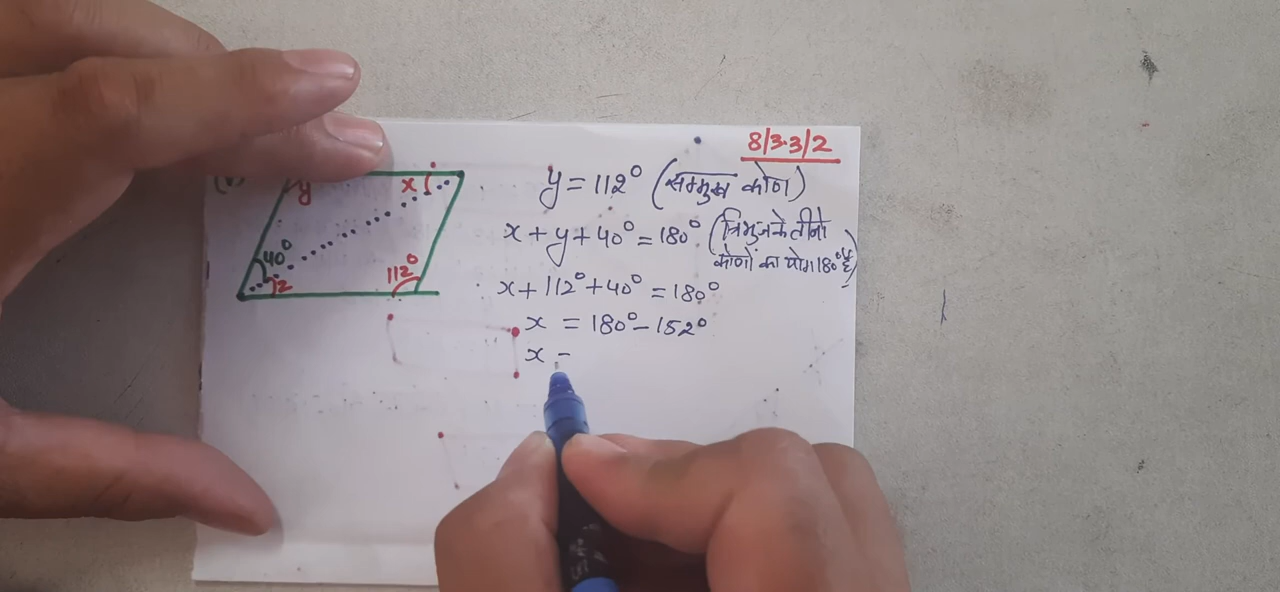 8/3.3/2
y
x
40°
z
112°
y = 112° (सम्मुख कोण)
x + y + 40° = 180° (त्रिभुज के तीनो
कोणों का योग 180° है)
x + 112° + 40° = 180°
x = 180° - 152°
x =